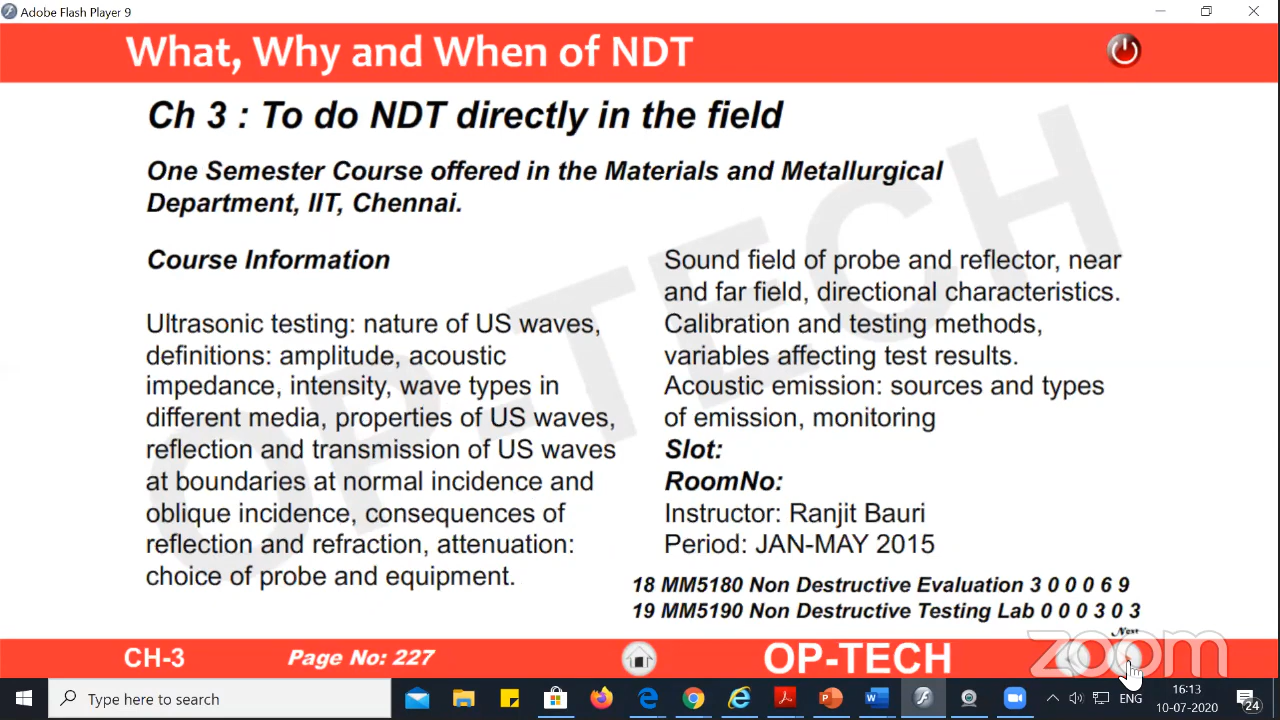 Adobe Flash Player 9
What, Why and When of NDT
Ch 3 : To do NDT directly in the field
One Semester Course offered in the Materials and Metallurgical
Department, IIT, Chennai.
Course Information
Ultrasonic testing: nature of US waves,
definitions: amplitude, acoustic
impedance, intensity, wave types in
different media, properties of US waves,
reflection and transmission of US waves
at boundaries at normal incidence and
oblique incidence, consequences of
reflection and refraction, attenuation:
choice of probe and equipment.
Sound field of probe and reflector, near
and far field, directional characteristics.
Calibration and testing methods,
variables affecting test results.
Acoustic emission: sources and types
of emission, monitoring
Slot:
RoomNo:
Instructor: Ranjit Bauri
Period: JAN-MAY 2015
18 MM5180 Non Destructive Evaluation 3 0 0 0 6 9
19 MM5190 Non Destructive Testing Lab 0 0 0 3 0 3
OP-TECH
Next
CH-3
Page No: 227
OP-TECH
zoom
Type here to search
ENG
16:13
10-07-2020
24